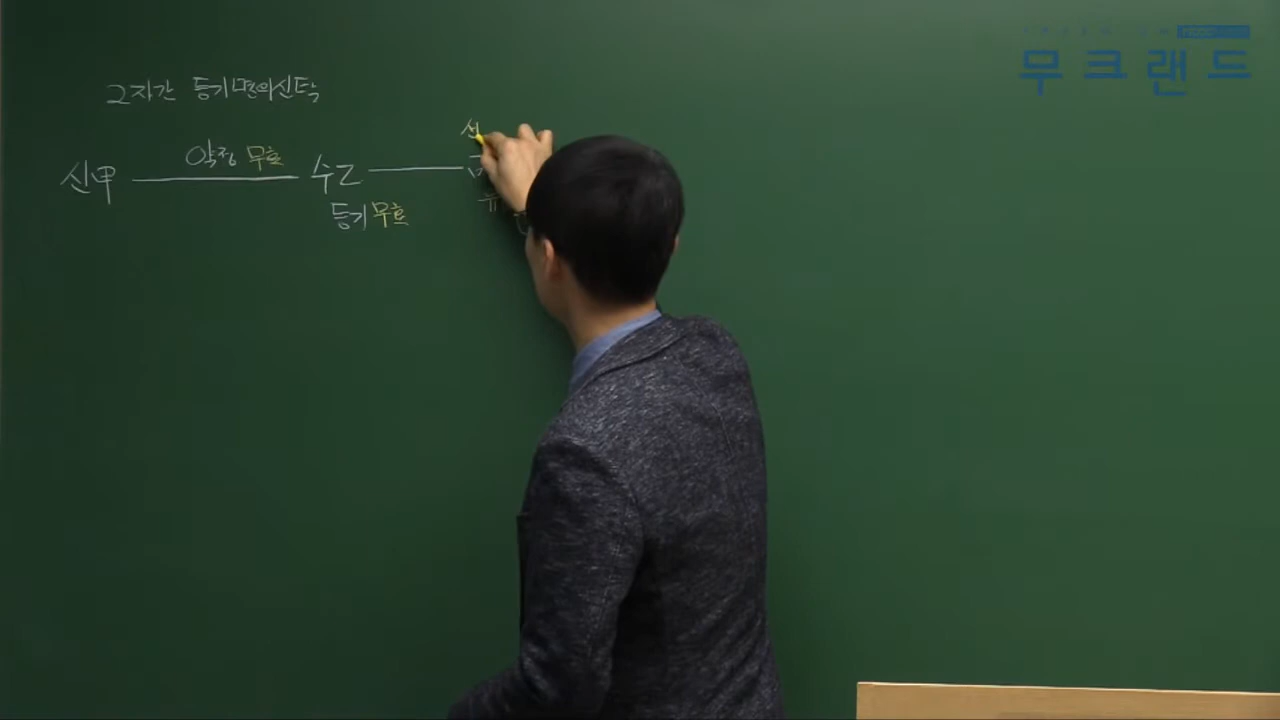 무크랜드
2자간 등기명의신탁
약정 무효
신甲 수乙
등기 무효